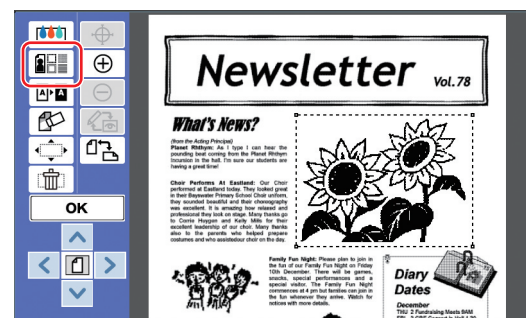 A A
OK
Newsletter Vol.78
What's News?
(from the Acting Principal)
Planet Rhthym: As I type I can hear the
pounding beat coming from the Planet Rhthym
Incursion in the hall. I'm sure our students are
having a great time!
Choir Performs At Eastland: Our Choir
performed at Eastland today. They looked great
in their Bayswater Primary School Choir uniform,
they sounded beautiful and their choreography
was excellent. It is amazing how relaxed and
professional they look on stage. Many thanks go
to Corrie Huygen and Kelly Mills for their
excellent leadership of our choir. Many thanks
also to the parents who helped prepare
costumes and who assistedour choir on the day.
Family Fun Night: Please plan to join in
the fun of our Family Fun Night on Friday
10th December. There will be games,
snacks, special performances and a
special visitor. The Family Fun Night
commences at 4 pm but families can join in
the fun whenever they arrive. Watch for
notices with more details.
Diary
Dates
December
THU 2 Fundraising Meets 9AM